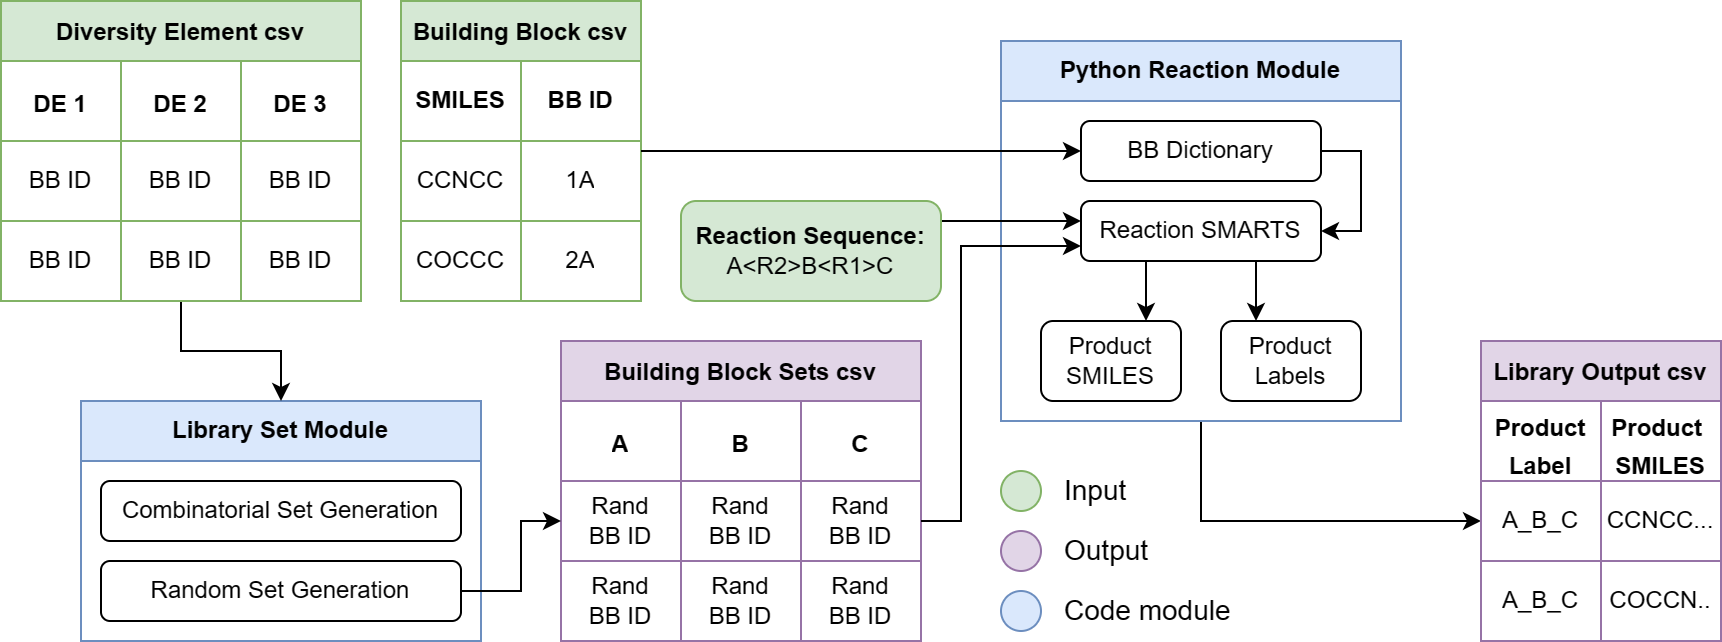 Diversity Element csv
DE 1 DE 2 DE 3
BB ID BB ID BB ID
BB ID BB ID BB ID
Building Block csv
SMILES BB ID
CCNCC 1A
COCCC 2A
Reaction Sequence:
A<R2>B<R1>C
Python Reaction Module
BB Dictionary
Reaction SMARTS
Product
SMILES
Product
Labels
Library Set Module
Combinatorial Set Generation
Random Set Generation
Building Block Sets csv
A B C
Rand Rand Rand
BB ID BB ID BB ID
Rand Rand Rand
BB ID BB ID BB ID
Input
Output
Code module
Library Output csv
Product Product
Label SMILES
A_B_C CCNCC...
A_B_C COCCN..